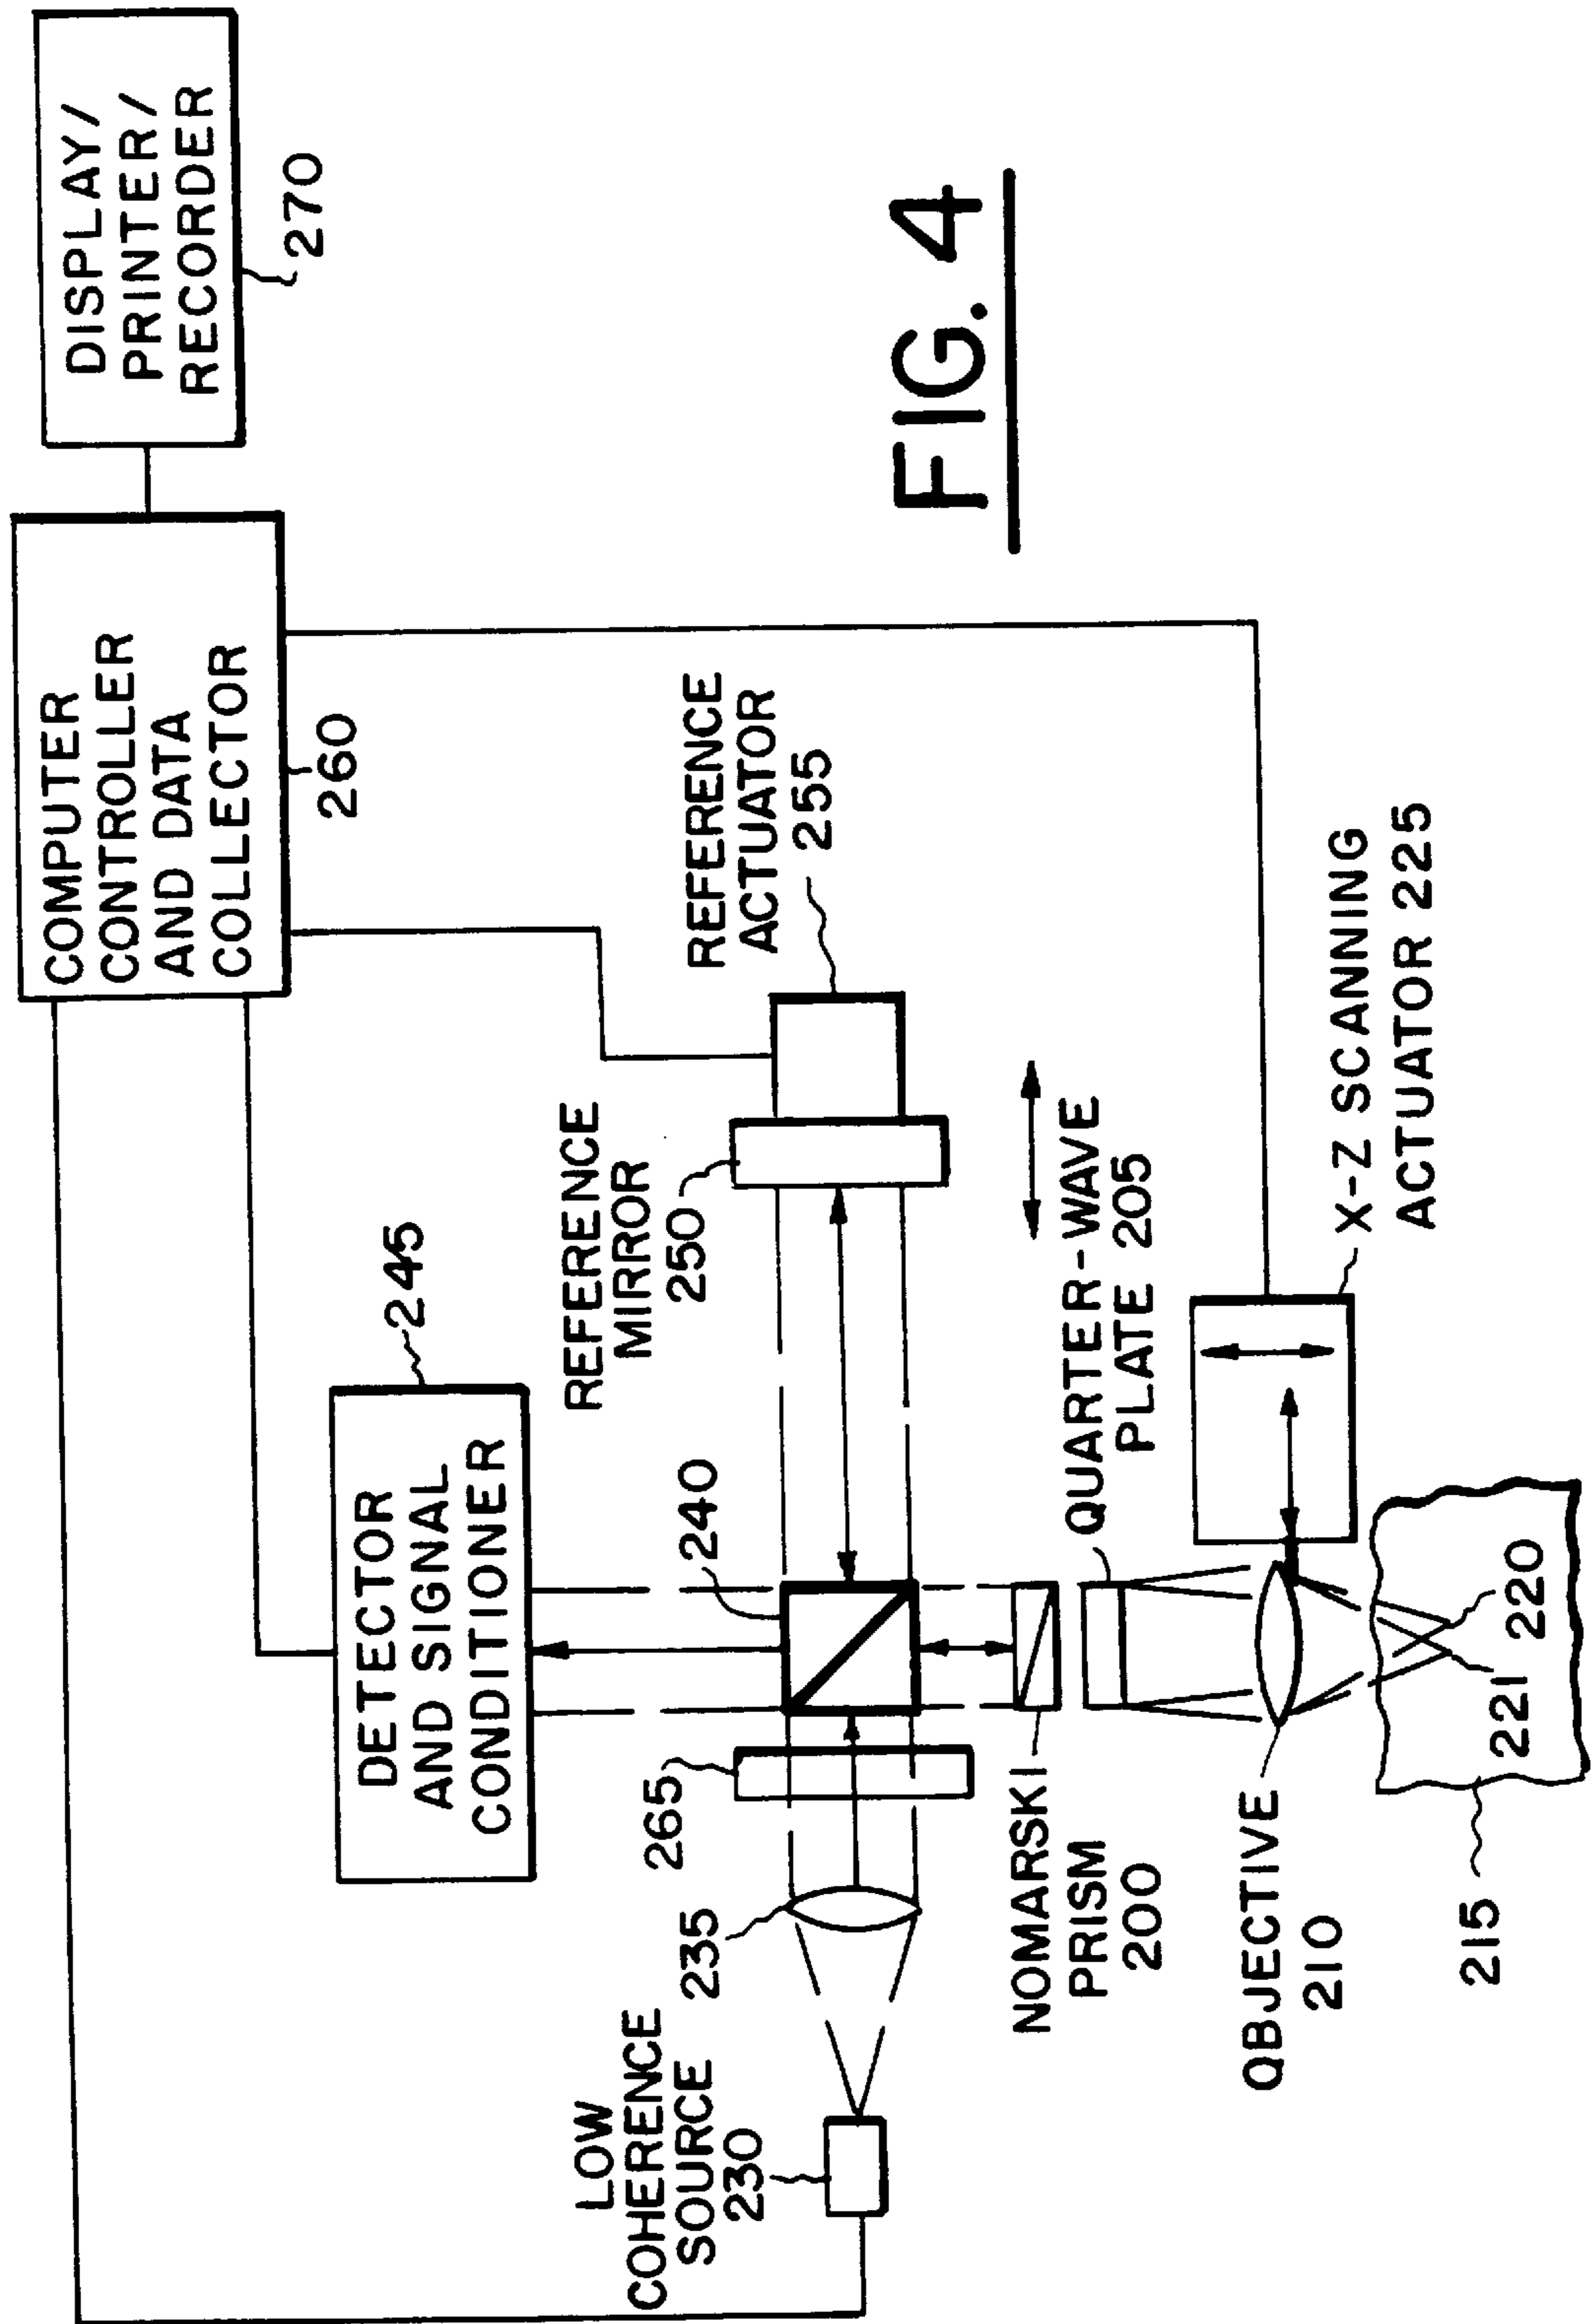 COMPUTER
CONTROLLER
AND DATA
COLLECTOR
260
DISPLAY/
PRINTER/
RECORDER
270
DETECTOR
AND SIGNAL
CONDITIONER
245
REFERENCE
MIRROR
250
REFERENCE
ACTUATOR
255
LOW
COHERENCE
SOURCE
230
235
265
240
NOMARSKI
PRISM
200
QUARTER-WAVE
PLATE 205
QBJECTIVE
210
X-Z SCANNING
ACTUATOR 225
215
221
220
FIG. 4